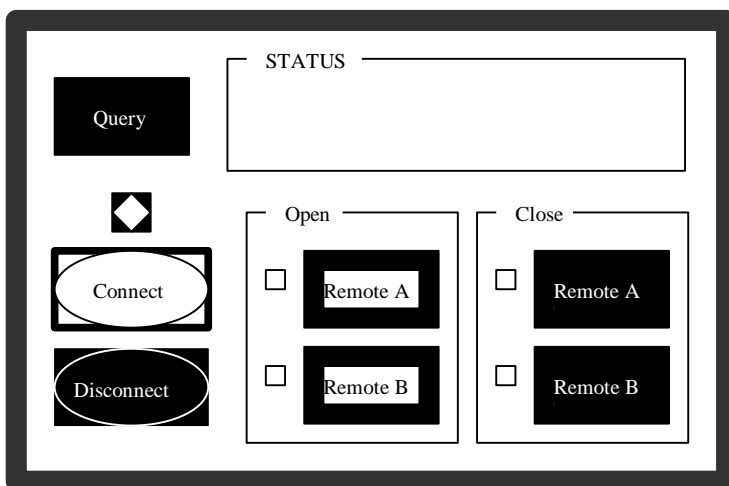 STATUS
Query
Open
Close
Connect
Remote A
Remote A
Disconnect
Remote B
Remote B